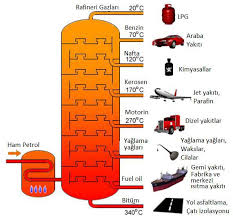 Rafineri Gazları
20°C
LPG
Benzin
70°C
Araba
Yakıtı
Nafta
120°C
Kimyasallar
Kerosen
170°C
Jet yakıtı,
Parafin
Ham Petrol
Motorin
270°C
Dizel yakıtlar
Yağlama
yağları
Yağlama yağları,
Wakslar,
Cilalar
Fuel oil
Gemi yakıtı,
Fabrika ve
merkezi
ısıtma yakıtı
Bitüm
340°C
Yol asfaltlama,
Çatı izolasyonu